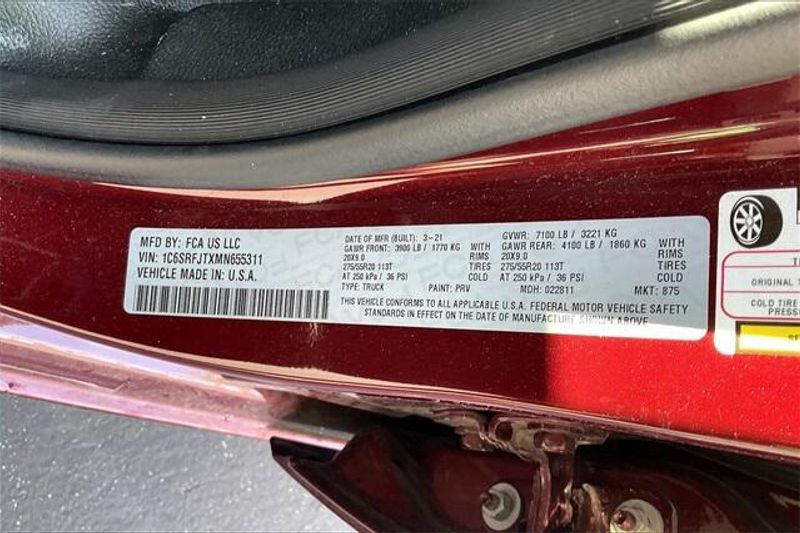 MFD BY: FCA US LLC
VIN: 1C6SRFJTXMN655311
VEHICLE MADE IN U.S.A.
DATE OF MFR (BUILT): 3-21 GVWR: 7100 LB / 3221 KG
GAWR FRONT: 3900 LB / 1770 KG WITH GAWR REAR: 4100 LB / 1860 KG WITH
20X9.0 RIMS 20X9.0 RIMS
275/55R20 113T TIRES 275/55R20 113T TIRES
AT 250 kPa / 36 PSI COLD AT 250 kPa / 36 PSI COLD
TYPE: TRUCK PAINT: PRV MDH: 022811 MKT: 875
THIS VEHICLE CONFORMS TO ALL APPLICABLE U.S.A. FEDERAL MOTOR VEHICLE SAFETY
STANDARDS IN EFFECT ON THE DATE OF MANUFACTURE SHOWN ABOVE.
ORIGINAL
COLD TIRE